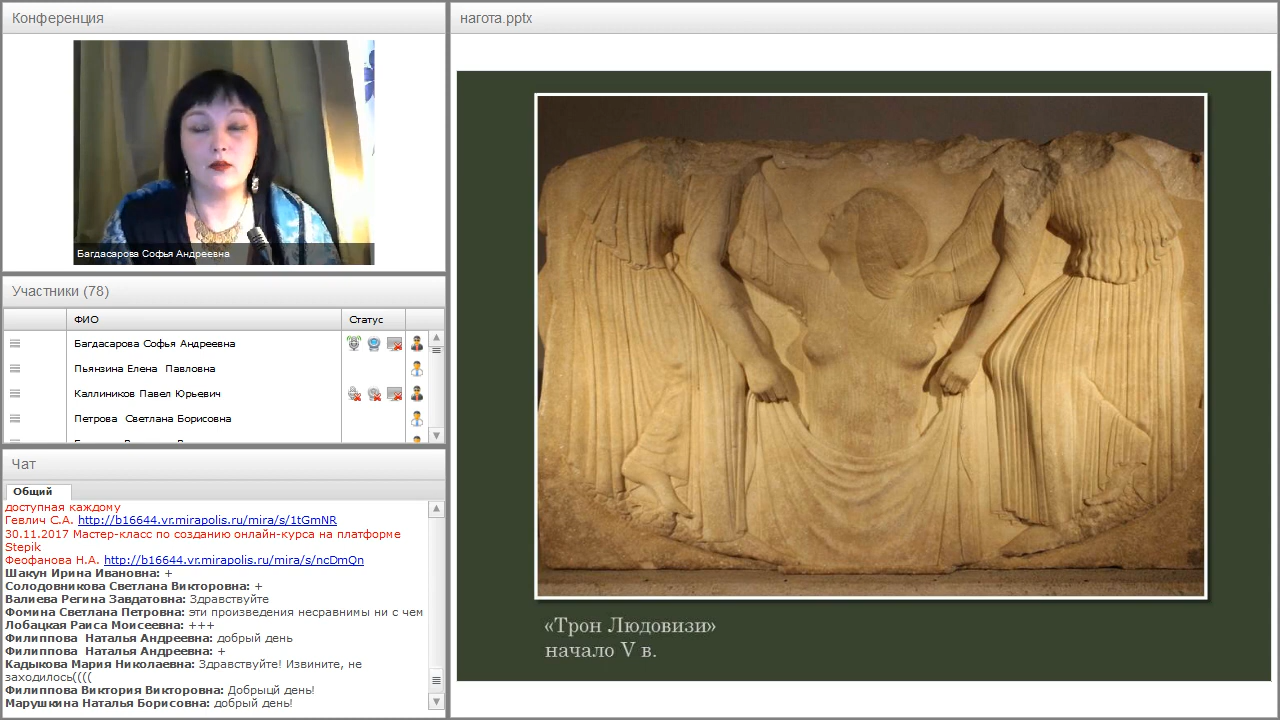 Конференция
Багдасарова Софья Андреевна
Участники (78)
ФИО
Статус
Багдасарова Софья Андреевна
Пьянзина Елена Павловна
Каллиников Павел Юрьевич
Петрова Светлана Борисовна
Чат
Общий
доступная каждому
Гевлич С.А. http://b16644.vr.mirapolis.ru/mira/s/1tGmNR
30.11.2017 Мастер-класс по созданию онлайн-курса на платформе
Stepik
Феофанова Н.А. http://b16644.vr.mirapolis.ru/mira/s/ncDmQn
Шакун Ирина Ивановна: +
Солодовникова Светлана Викторовна: +
Валиева Регина Завдатовна: Здравствуйте
Фомина Светлана Петровна: эти произведения несравнимы ни с чем
Лобацкая Раиса Моисеевна: +++
Филиппова Наталья Андреевна: добрый день
Филиппова Наталья Андреевна: +
Кадыкова Мария Николаевна: Здравствуйте! Извините, не
заходилось((((
Филиппова Виктория Викторовна: Добрыцй день!
Марушкина Наталья Борисовна: добрый день!
нагота.pptx
«Трон Людовизи»
начало V в.